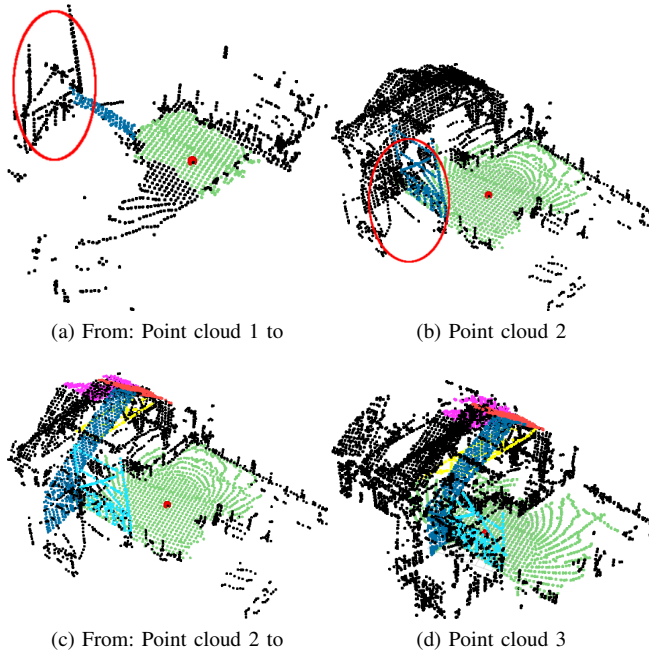 (a) From: Point cloud 1 to
(b) Point cloud 2
(c) From: Point cloud 2 to
(d) Point cloud 3